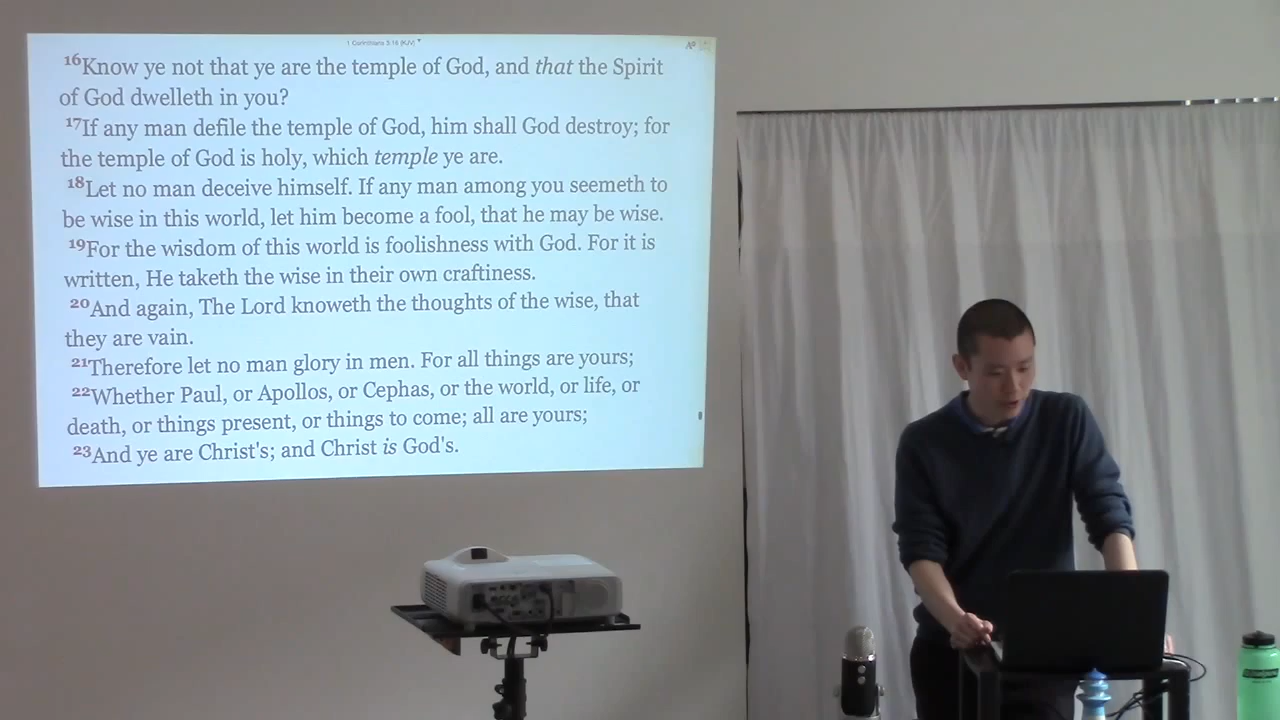 1 Corinthians 3:16 (KJV)
16Know ye not that ye are the temple of God, and that the Spirit
of God dwelleth in you?
17If any man defile the temple of God, him shall God destroy; for
the temple of God is holy, which temple ye are.
18Let no man deceive himself. If any man among you seemeth to
be wise in this world, let him become a fool, that he may be wise.
19For the wisdom of this world is foolishness with God. For it is
written, He taketh the wise in their own craftiness.
20And again, The Lord knoweth the thoughts of the wise, that
they are vain.
21Therefore let no man glory in men. For all things are yours;
22Whether Paul, or Apollos, or Cephas, or the world, or life, or
death, or things present, or things to come; all are yours;
23And ye are Christ's; and Christ is God's.